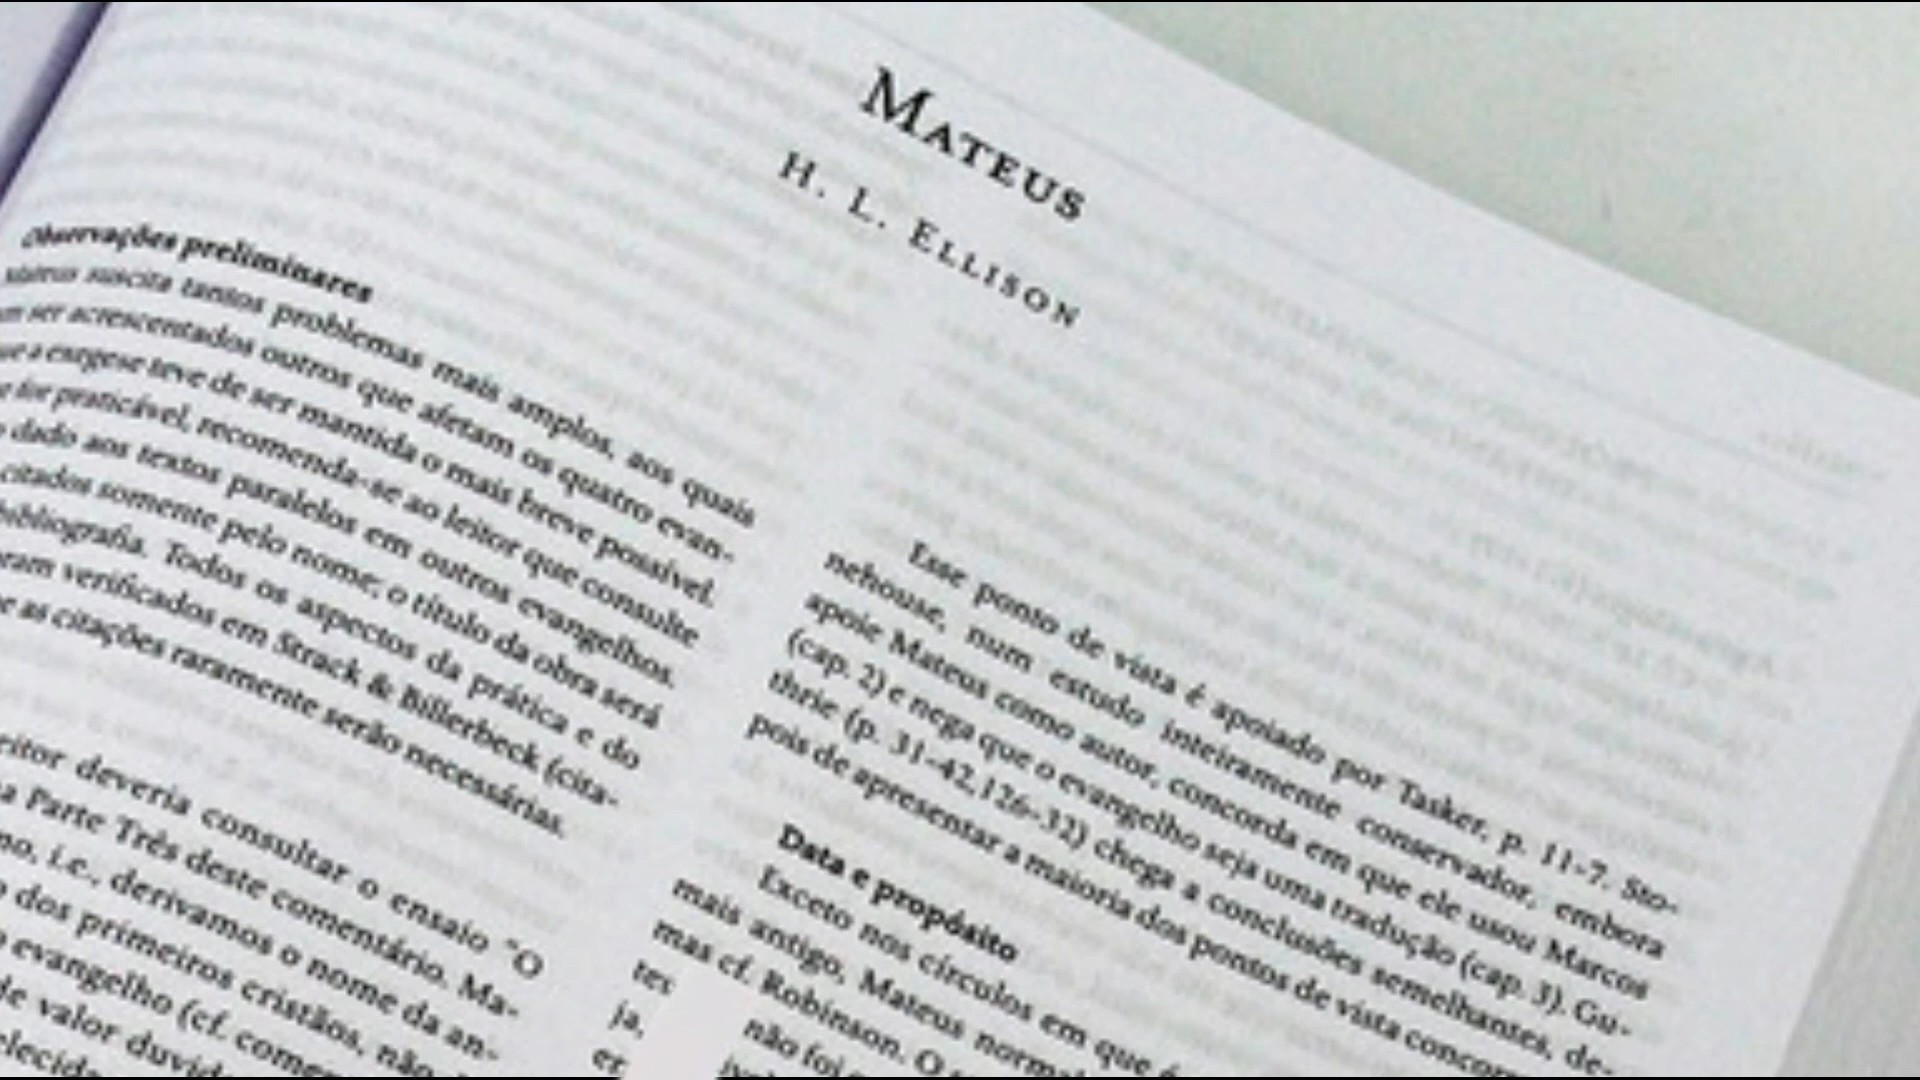 MATEUS
H. L. ELLISON
Observações preliminares
Mateus suscita tantos problemas mais amplos, aos quais
ser acrescentados outros que afetam os quatro evan-
a exegese teve de ser mantida o mais breve possível.
for praticável, recomenda-se ao leitor que consulte
dado aos textos paralelos em outros evangelhos.
citados somente pelo nome; o título da obra será
bibliografia. Todos os aspectos da prática e do
verificados em Strack & Billerbeck (cita-
as citações raramente serão necessárias.
deveria consultar o ensaio "O
Parte Três deste comentário. Ma-
i.e., derivamos o nome da an-
dos primeiros cristãos, não
evangelho (cf.
de valor
Esse ponto de vista é apoiado por Tasker, p. 11-7. Sto-
nehouse, num estudo inteiramente conservador, embora
apoie Mateus como autor, concorda em que ele usou Marcos
(cap. 2) e nega que o evangelho seja uma tradução (cap. 3). Gu-
thrie (p. 31-42,126-32) chega a conclusões semelhantes, de-
pois de apresentar a maioria dos pontos de vista
Data e propósito
Exceto nos círculos em que é
mais antigo, Mateus
mas cf. Robinson. O
tes não foi
ja,
er